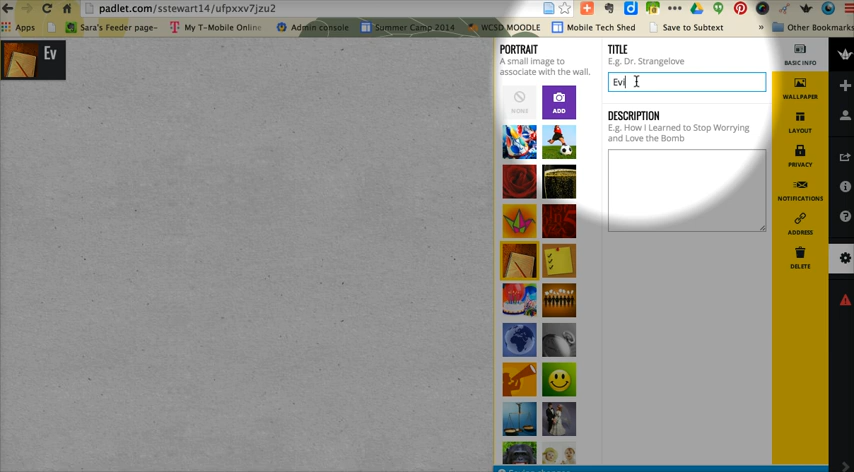 padlet.com/sstewart14/ufpxxv7jzu2
Apps
Sara's Feeder page-
My T-Mobile Online
Admin console
Summer Camp 2014
WCSD MOODLE
Mobile Tech Shed
Save to Subtext
»
Other Bookmarks
Ev
PORTRAIT
A small image to
associate with the wall.
NONE
ADD
TITLE
E.g. Dr. Strangelove
Evi
DESCRIPTION
E.g. How I Learned to Stop Worrying
and Love the Bomb
BASIC INFO
WALLPAPER
LAYOUT
PRIVACY
NOTIFICATIONS
ADDRESS
DELETE